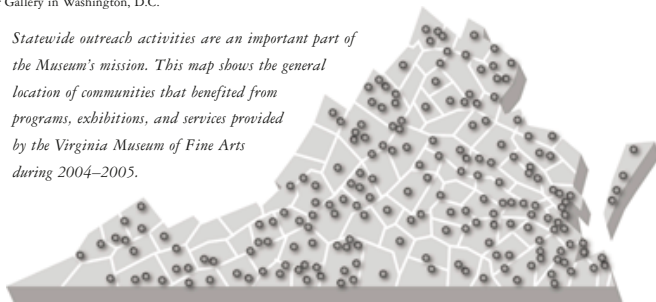 Gallery in Washington, D.C.
Statewide outreach activities are an important part of
the Museum's mission. This map shows the general
location of communities that benefited from
programs, exhibitions, and services provided
by the Virginia Museum of Fine Arts
during 2004–2005.